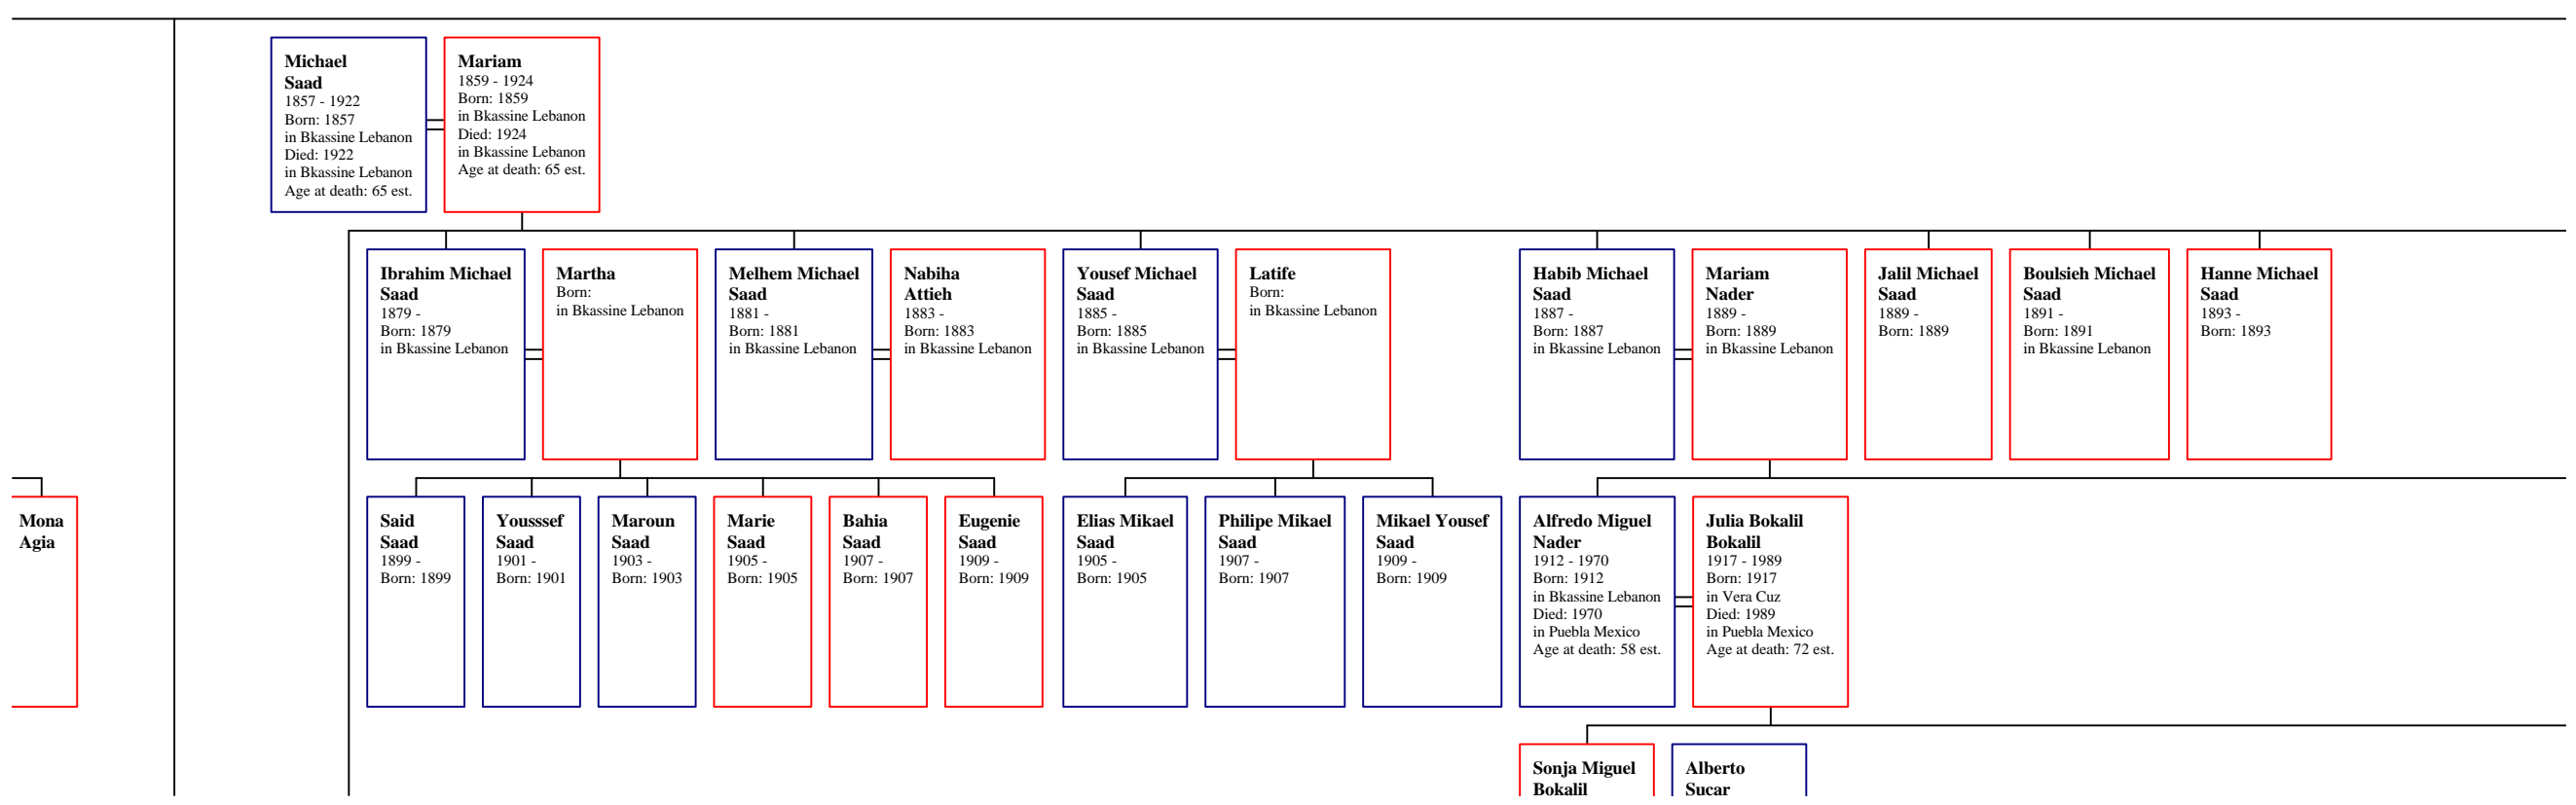 Michael
Saad
1857 - 1922
Born: 1857
in Bkassine Lebanon
Died: 1922
in Bkassine Lebanon
Age at death: 65 est.
Mariam
1859 - 1924
Born: 1859
in Bkassine Lebanon
Died: 1924
in Bkassine Lebanon
Age at death: 65 est.
Ibrahim Michael
Saad
1879 -
Born: 1879
in Bkassine Lebanon
Martha
Born:
in Bkassine Lebanon
Melhem Michael
Saad
1881 -
Born: 1881
in Bkassine Lebanon
Nabiha
Attieh
1883 -
Born: 1883
in Bkassine Lebanon
Yousef Michael
Saad
1885 -
Born: 1885
in Bkassine Lebanon
Latife
Born:
in Bkassine Lebanon
Habib Michael
Saad
1887 -
Born: 1887
in Bkassine Lebanon
Mariam
Nader
1889 -
Born: 1889
in Bkassine Lebanon
Jalil Michael
Saad
1889 -
Born: 1889
Boulsieh Michael
Saad
1891 -
Born: 1891
in Bkassine Lebanon
Hanne Michael
Saad
1893 -
Born: 1893
Mona
Agia
Said
Saad
1899 -
Born: 1899
Yousssef
Saad
1901 -
Born: 1901
Maroun
Saad
1903 -
Born: 1903
Marie
Saad
1905 -
Born: 1905
Bahia
Saad
1907 -
Born: 1907
Eugenie
Saad
1909 -
Born: 1909
Elias Mikael
Saad
1905 -
Born: 1905
Philipe Mikael
Saad
1907 -
Born: 1907
Mikael Yousef
Saad
1909 -
Born: 1909
Alfredo Miguel
Nader
1912 - 1970
Born: 1912
in Bkassine Lebanon
Died: 1970
in Puebla Mexico
Age at death: 58 est.
Julia Bokalil
Bokalil
1917 - 1989
Born: 1917
in Vera Cuz
Died: 1989
in Puebla Mexico
Age at death: 72 est.
Sonja Miguel
Bokalil
Alberto
Sucar